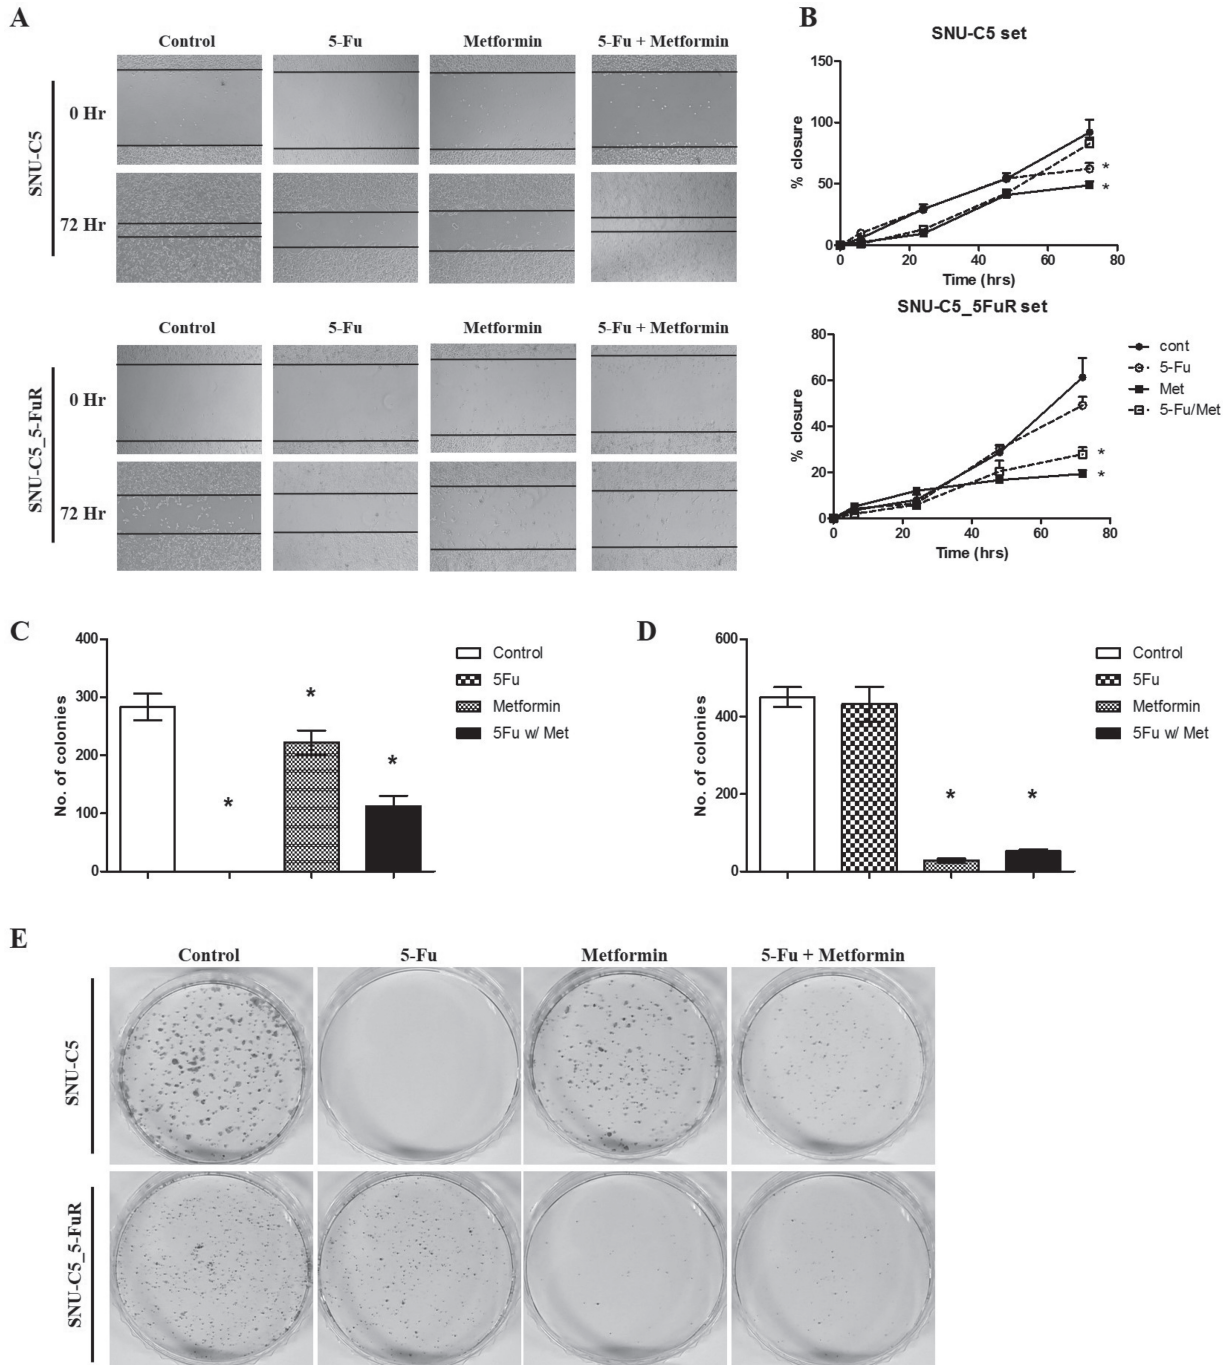 A
Control 5-Fu Metformin 5-Fu + Metformin
SNU-C5
0 Hr
72 Hr
Control 5-Fu Metformin 5-Fu + Metformin
SNU-C5_5-FuR
0 Hr
72 Hr
B
SNU-C5 set
150
100
50
0
% closure
*
*
0 20 40 60 80
Time (hrs)
SNU-C5_5FuR set
80
60
40
20
0
% closure
*
*
0 20 40 60 80
Time (hrs)
cont
5-Fu
Met
5-Fu/Met
C
400
300
200
100
0
No. of colonies
* * *
Control
5Fu
Metformin
5Fu w/ Met
D
600
400
200
0
No. of colonies
* *
Control
5Fu
Metformin
5Fu w/ Met
E
Control 5-Fu Metformin 5-Fu + Metformin
SNU-C5
SNU-C5_5-FuR